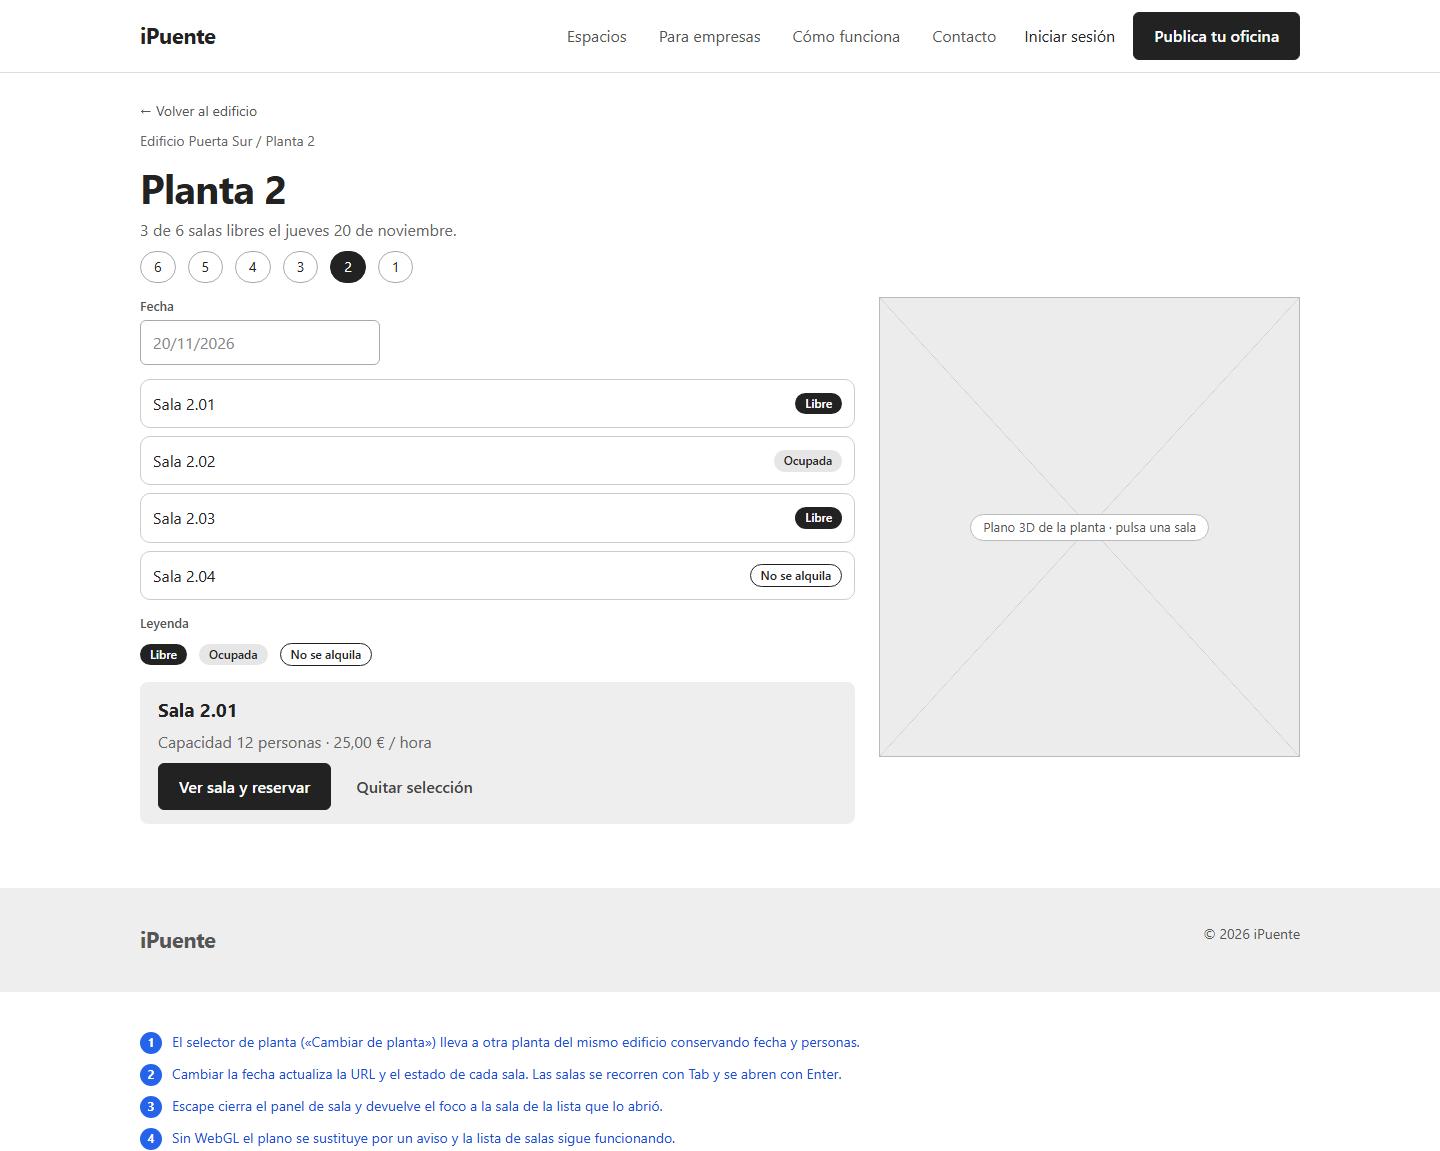 iPuente
Espacios
Para empresas
Cómo funciona
Contacto
Iniciar sesión
Publica tu oficina
← Volver al edificio
Edificio Puerta Sur / Planta 2
Planta 2
3 de 6 salas libres el jueves 20 de noviembre.
6
5
4
3
2
1
Fecha
20/11/2026
Sala 2.01
Libre
Sala 2.02
Ocupada
Sala 2.03
Libre
Sala 2.04
No se alquila
Leyenda
Libre
Ocupada
No se alquila
Sala 2.01
Capacidad 12 personas · 25,00 € / hora
Ver sala y reservar
Quitar selección
Plano 3D de la planta · pulsa una sala
iPuente
© 2026 iPuente
1 El selector de planta («Cambiar de planta») lleva a otra planta del mismo edificio conservando fecha y personas.
2 Cambiar la fecha actualiza la URL y el estado de cada sala. Las salas se recorren con Tab y se abren con Enter.
3 Escape cierra el panel de sala y devuelve el foco a la sala de la lista que lo abrió.
4 Sin WebGL el plano se sustituye por un aviso y la lista de salas sigue funcionando.